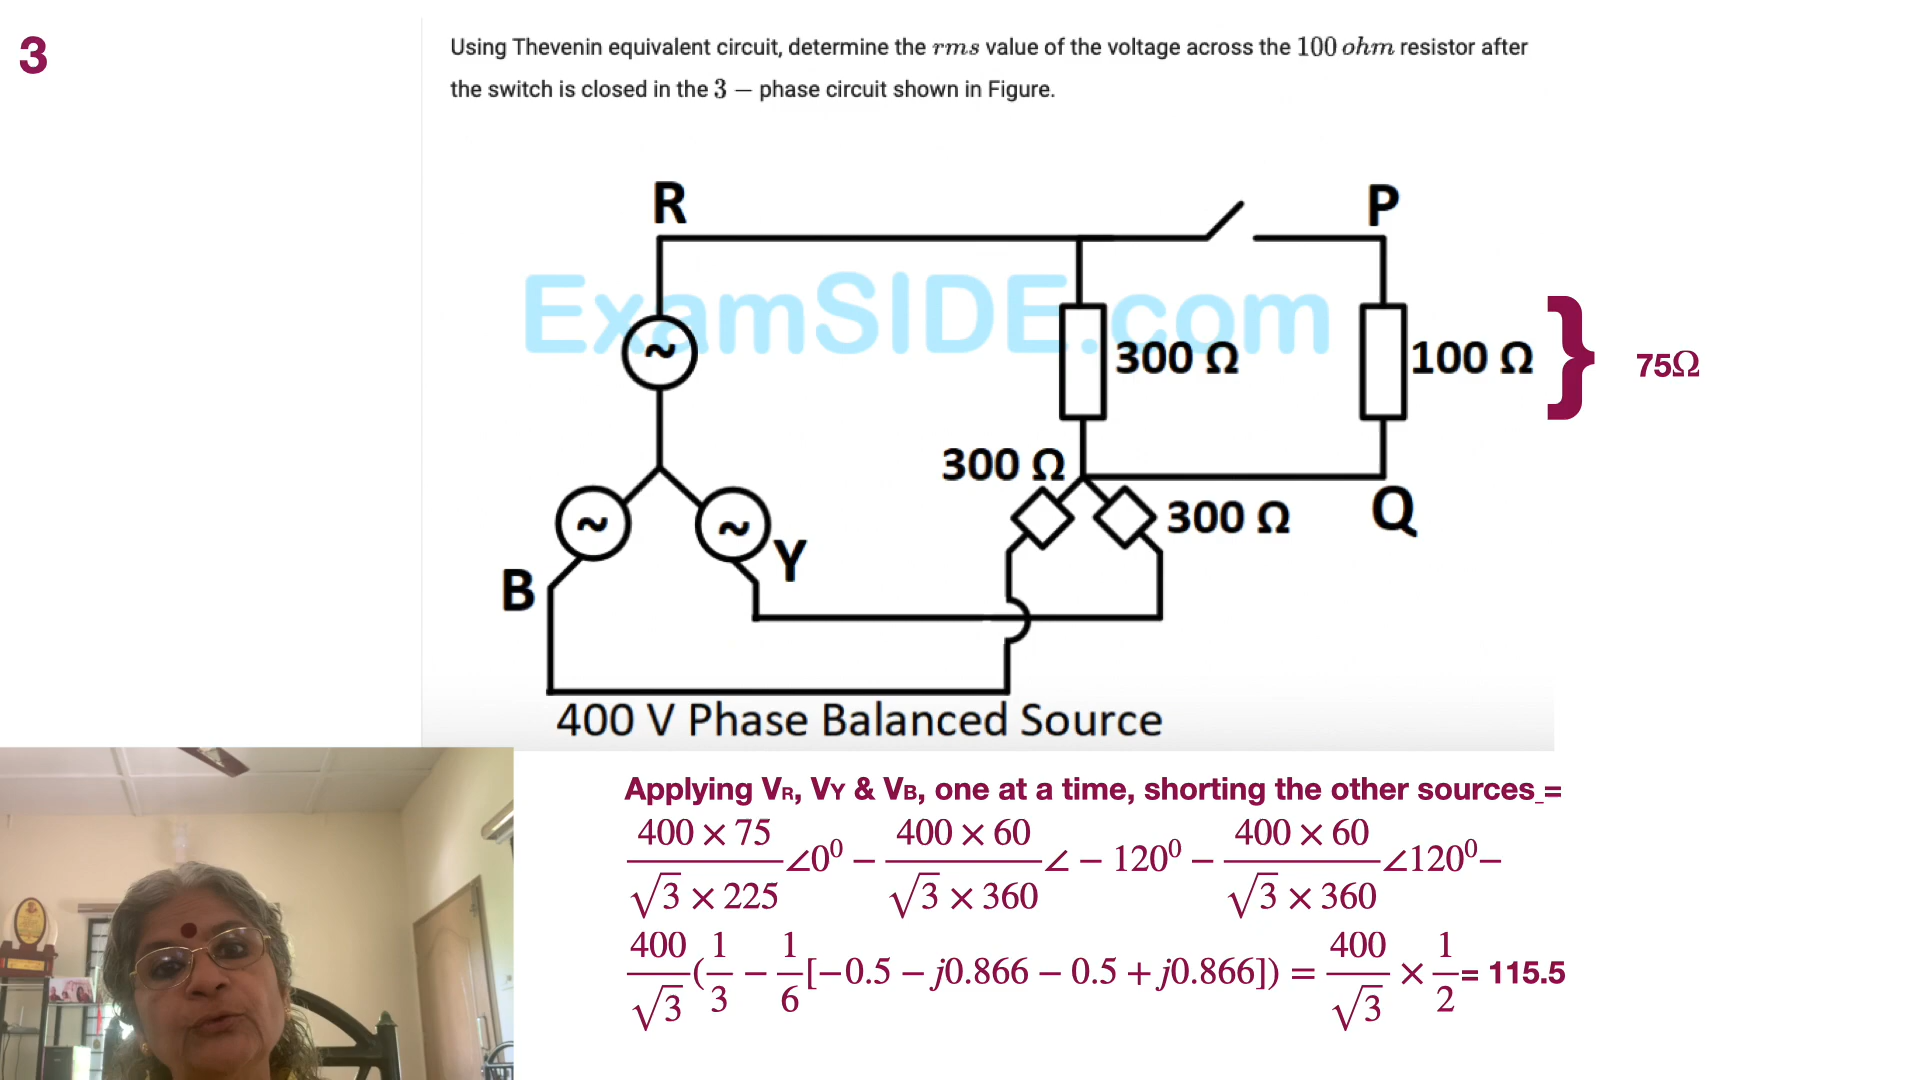 3
Using Thevenin equivalent circuit, determine the rms value of the voltage across the 100 ohm resistor after
the switch is closed in the 3 − phase circuit shown in Figure.
R
P
ExamSIDE.com
~
300 Ω
100 Ω
} 75Ω
300 Ω
~
~
Y
300 Ω
Q
B
400 V Phase Balanced Source
Applying VR, VY & VB, one at a time, shorting the other sources_=
400 × 75 / √3 × 225 ∠0⁰ − 400 × 60 / √3 × 360 ∠ − 120⁰ − 400 × 60 / √3 × 360 ∠120⁰−
400 / √3 (1/3 − 1/6 [−0.5 − j0.866 − 0.5 + j0.866]) = 400 / √3 × 1/2 = 115.5